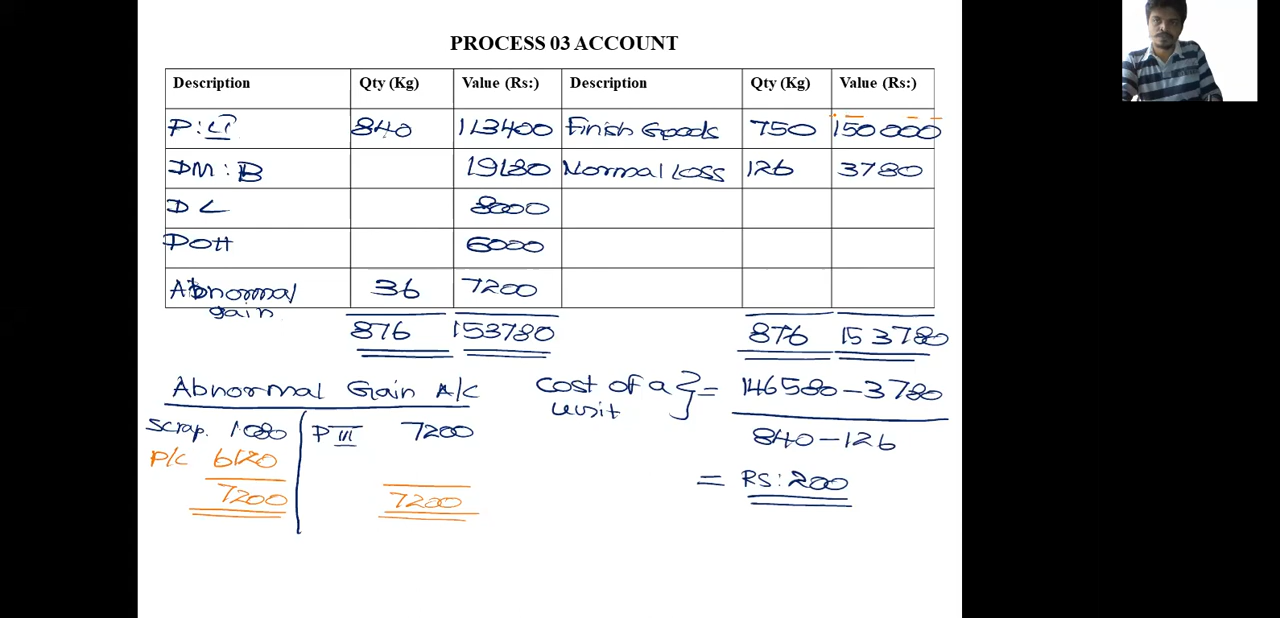 PROCESS 03 ACCOUNT
Description Qty (Kg) Value (Rs:) Description Qty (Kg) Value (Rs:)
P: II 840 113400 Finish Goods 750 150000
DM: B 19180 Normal Loss 126 3780
DL 8000
POH 6000
Abnormal gain 36 7200
876 153780 876 153780
Abnormal Gain A/c
Scrap. 1080 P III 7200
P/c 6120
7200 7200
Cost of a unit } = 146580 - 3780
840 - 126
= RS: 200